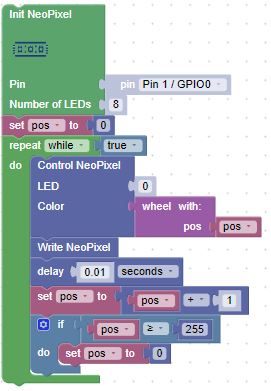 Init NeoPixel
Pin pin Pin 1 / GPIO0
Number of LEDs 8
set pos to 0
repeat while true
do Control NeoPixel
LED 0
Color wheel with:
pos pos
Write NeoPixel
delay 0.01 seconds
set pos to pos + 1
if pos ≥ 255
do set pos to 0